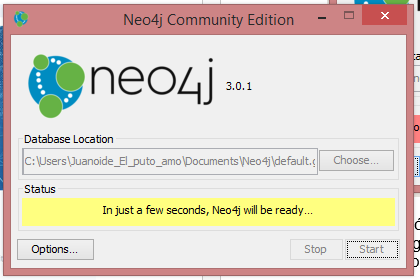 Neo4j Community Edition
neo4j 3.0.1
Database Location
C:\Users\Juanoide_El_puto_amo\Documents\Neo4j\default.g Choose...
Status
In just a few seconds, Neo4j will be ready...
Options... Stop Start